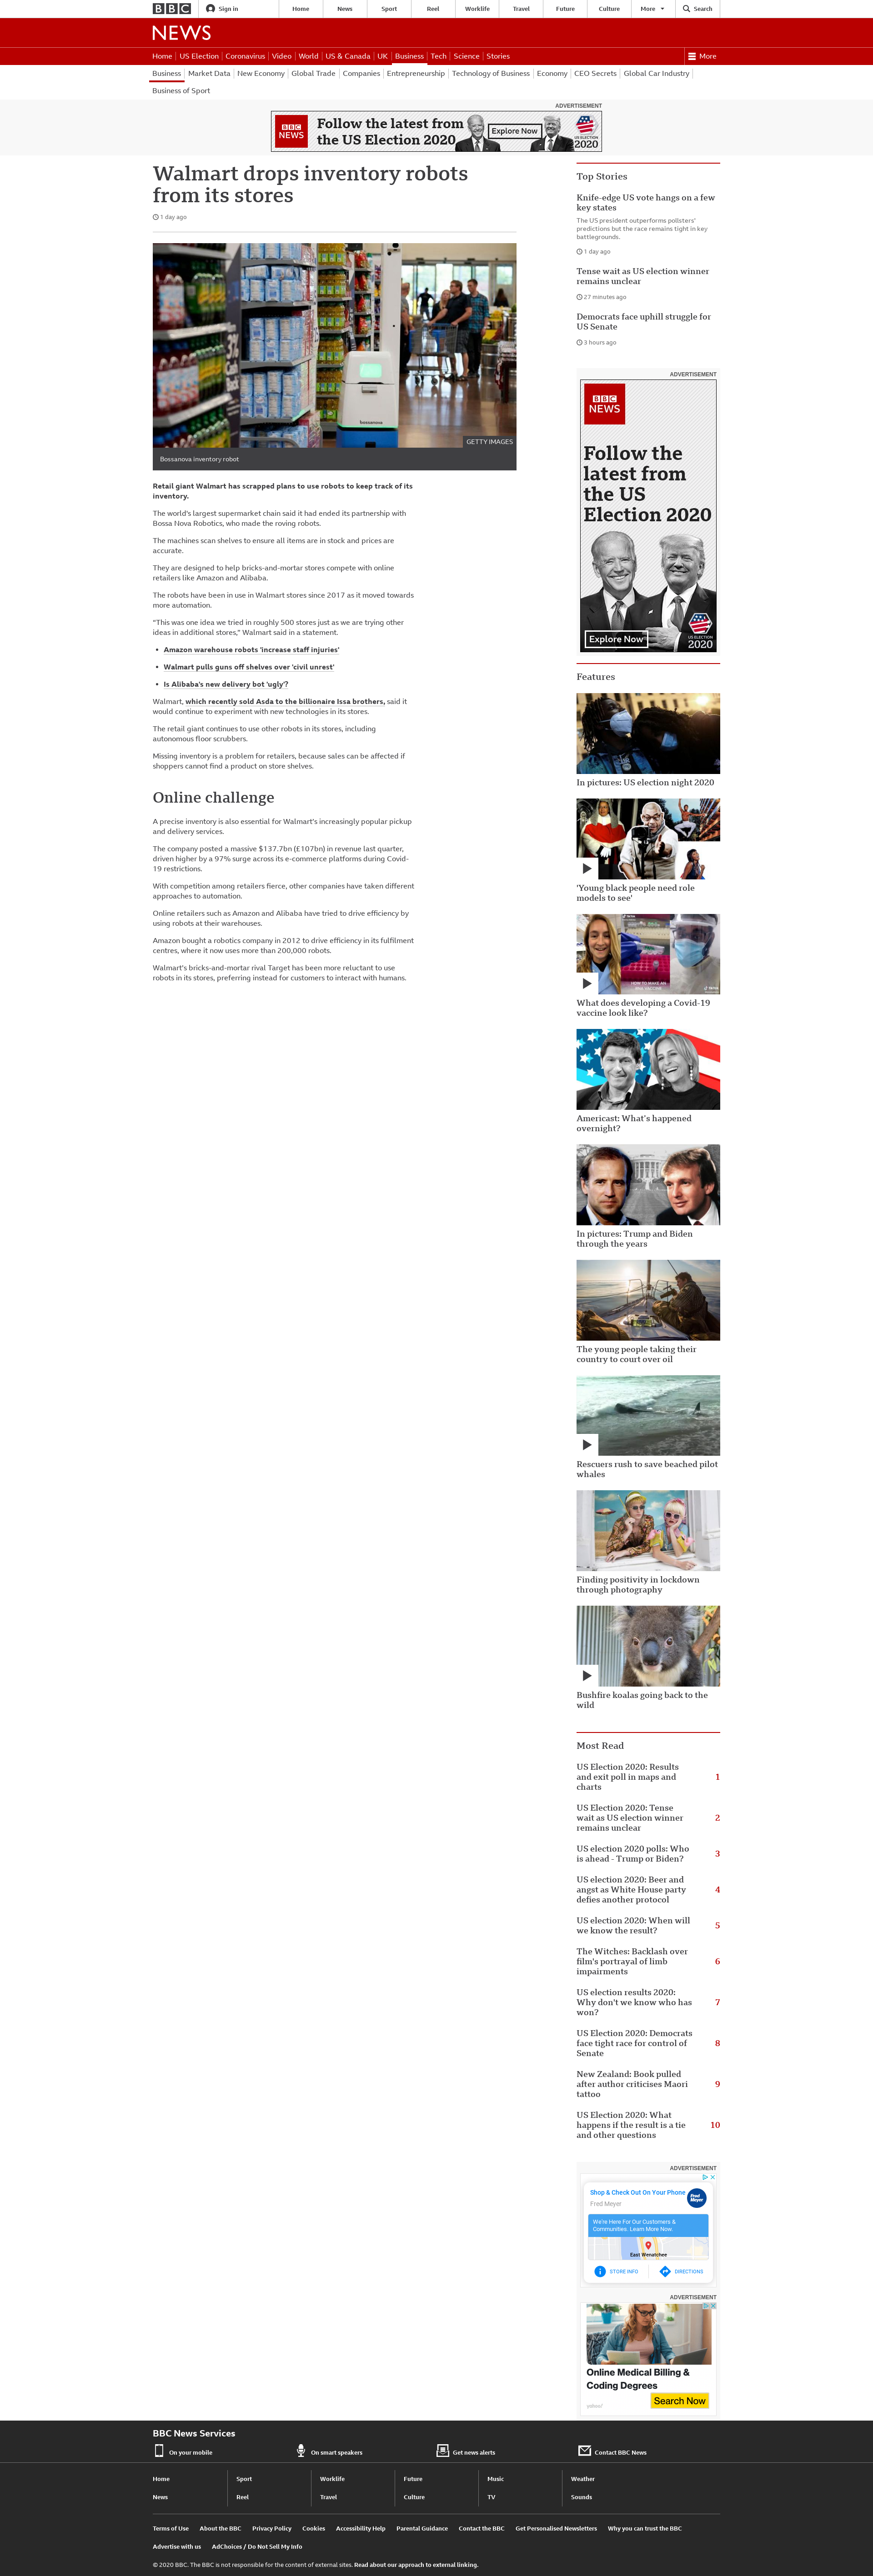 BBC
Sign in
Home
News
Sport
Reel
Worklife
Travel
Future
Culture
More
Search
NEWS
Home
US Election
Coronavirus
Video
World
US & Canada
UK
Business
Tech
Science
Stories
More
Business
Market Data
New Economy
Global Trade
Companies
Entrepreneurship
Technology of Business
Economy
CEO Secrets
Global Car Industry
Business of Sport
ADVERTISEMENT
BBC
NEWS
Follow the latest from
the US Election 2020
Explore Now
US ELECTION
2020
Walmart drops inventory robots
from its stores
1 day ago
bossanova
GETTY IMAGES
Bossanova inventory robot
Retail giant Walmart has scrapped plans to use robots to keep track of its
inventory.
The world's largest supermarket chain said it had ended its partnership with
Bossa Nova Robotics, who made the roving robots.
The machines scan shelves to ensure all items are in stock and prices are
accurate.
They are designed to help bricks-and-mortar stores compete with online
retailers like Amazon and Alibaba.
The robots have been in use in Walmart stores since 2017 as it moved towards
more automation.
"This was one idea we tried in roughly 500 stores just as we are trying other
ideas in additional stores," Walmart said in a statement.
Amazon warehouse robots 'increase staff injuries'
Walmart pulls guns off shelves over 'civil unrest'
Is Alibaba's new delivery bot 'ugly'?
Walmart, which recently sold Asda to the billionaire Issa brothers, said it
would continue to experiment with new technologies in its stores.
The retail giant continues to use other robots in its stores, including
autonomous floor scrubbers.
Missing inventory is a problem for retailers, because sales can be affected if
shoppers cannot find a product on store shelves.
Online challenge
A precise inventory is also essential for Walmart's increasingly popular pickup
and delivery services.
The company posted a massive $137.7bn (£107bn) in revenue last quarter,
driven higher by a 97% surge across its e-commerce platforms during Covid-
19 restrictions.
With competition among retailers fierce, other companies have taken different
approaches to automation.
Online retailers such as Amazon and Alibaba have tried to drive efficiency by
using robots at their warehouses.
Amazon bought a robotics company in 2012 to drive efficiency in its fulfilment
centres, where it now uses more than 200,000 robots.
Walmart's bricks-and-mortar rival Target has been more reluctant to use
robots in its stores, preferring instead for customers to interact with humans.
Top Stories
Knife-edge US vote hangs on a few
key states
The US president outperforms pollsters'
predictions but the race remains tight in key
battlegrounds.
1 day ago
Tense wait as US election winner
remains unclear
27 minutes ago
Democrats face uphill struggle for
US Senate
3 hours ago
ADVERTISEMENT
BBC
NEWS
Follow the
latest from
the US
Election 2020
Explore Now
US ELECTION
2020
Features
In pictures: US election night 2020
'Young black people need role
models to see'
HOW TO MAKE AN
What does developing a Covid-19
vaccine look like?
Americast: What's happened
overnight?
In pictures: Trump and Biden
through the years
The young people taking their
country to court over oil
Rescuers rush to save beached pilot
whales
Finding positivity in lockdown
through photography
Bushfire koalas going back to the
wild
Most Read
US Election 2020: Results
and exit poll in maps and
charts
1
US Election 2020: Tense
wait as US election winner
remains unclear
2
US election 2020 polls: Who
is ahead - Trump or Biden?
3
US election 2020: Beer and
angst as White House party
defies another protocol
4
US election 2020: When will
we know the result?
5
The Witches: Backlash over
film's portrayal of limb
impairments
6
US election results 2020:
Why don't we know who has
won?
7
US Election 2020: Democrats
face tight race for control of
Senate
8
New Zealand: Book pulled
after author criticises Maori
tattoo
9
US Election 2020: What
happens if the result is a tie
and other questions
10
ADVERTISEMENT
Shop & Check Out On Your Phone
Fred Meyer
Fred Meyer
We're Here For Our Customers &
Communities. Learn More Now.
East Wenatchee
STORE INFO
DIRECTIONS
ADVERTISEMENT
Online Medical Billing &
Coding Degrees
yahoo!
Search Now
BBC News Services
On your mobile
On smart speakers
Get news alerts
Contact BBC News
Home
Sport
Worklife
Future
Music
Weather
News
Reel
Travel
Culture
TV
Sounds
Terms of Use
About the BBC
Privacy Policy
Cookies
Accessibility Help
Parental Guidance
Contact the BBC
Get Personalised Newsletters
Why you can trust the BBC
Advertise with us
AdChoices / Do Not Sell My Info
© 2020 BBC. The BBC is not responsible for the content of external sites. Read about our approach to external linking.